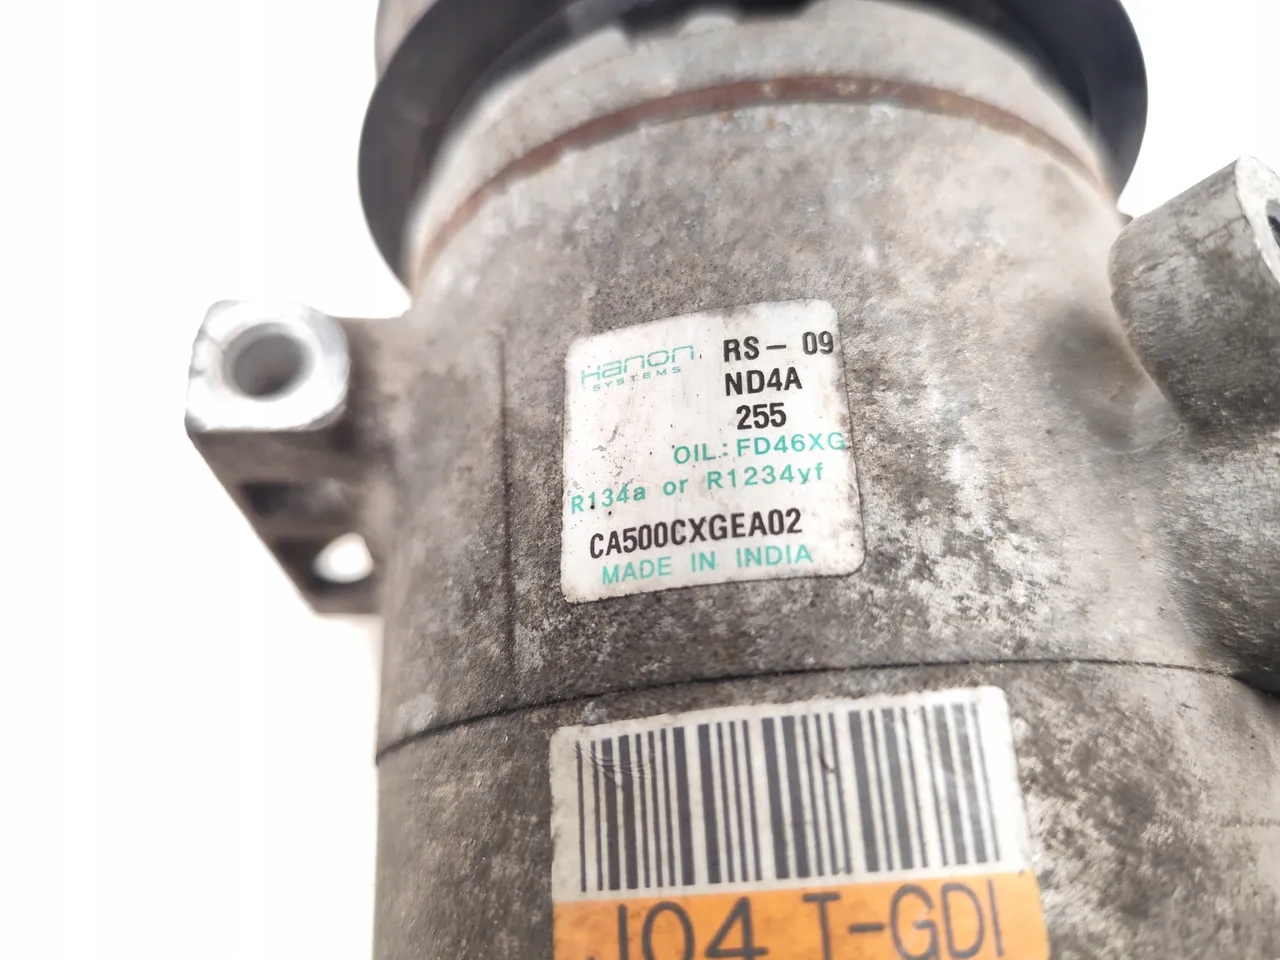 Hanon RS - 09
SYSTEMS
ND4A
255
OIL: FD46XG
R134a or R1234yf
CA500CXGEA02
MADE IN INDIA
J04 T-GDI